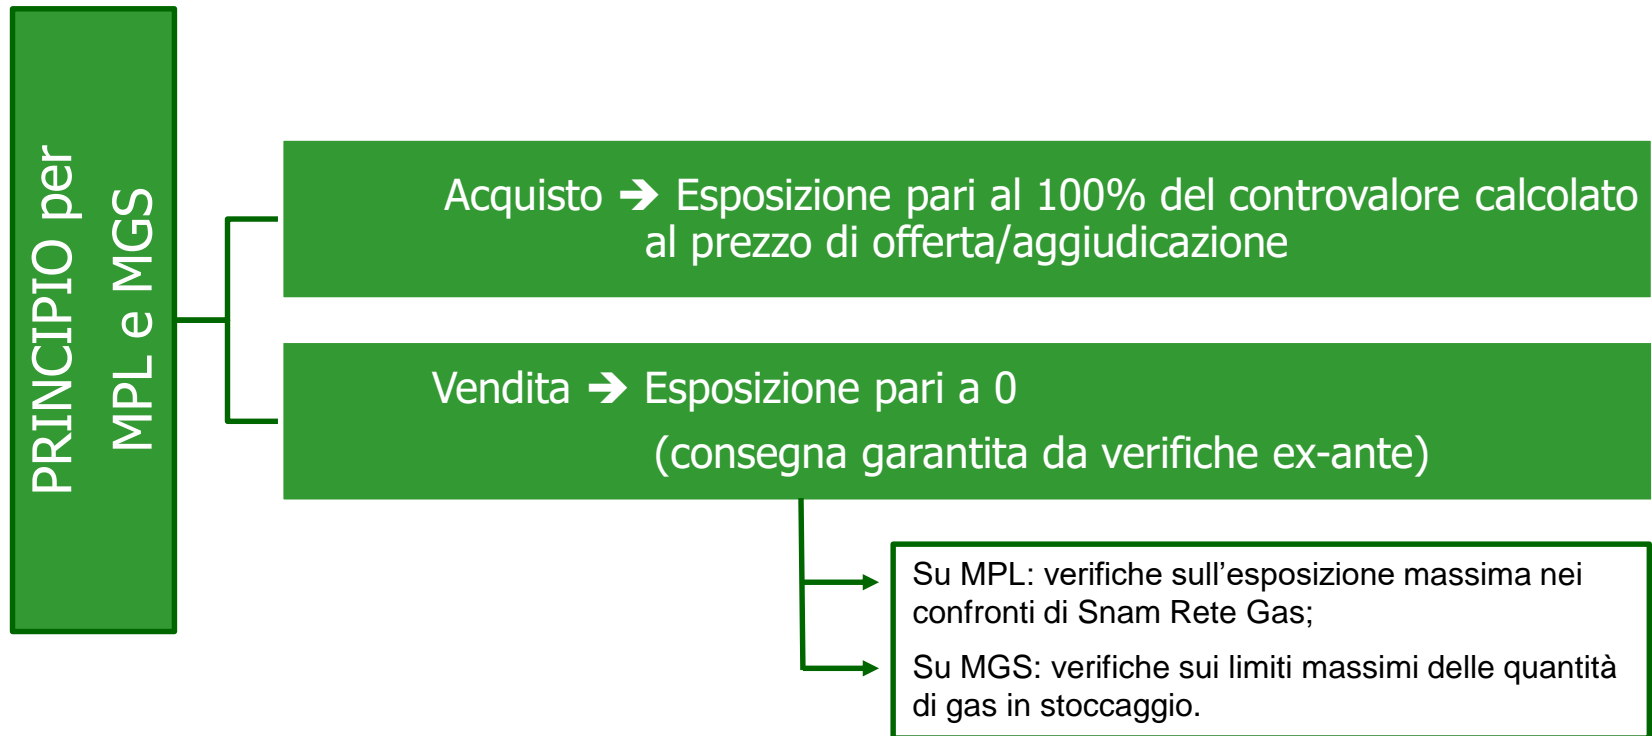 PRINCIPIO per
MPL e MGS
Acquisto ➔ Esposizione pari al 100% del controvalore calcolato
al prezzo di offerta/aggiudicazione
Vendita ➔ Esposizione pari a 0
(consegna garantita da verifiche ex-ante)
Su MPL: verifiche sull’esposizione massima nei
confronti di Snam Rete Gas;
Su MGS: verifiche sui limiti massimi delle quantità
di gas in stoccaggio.